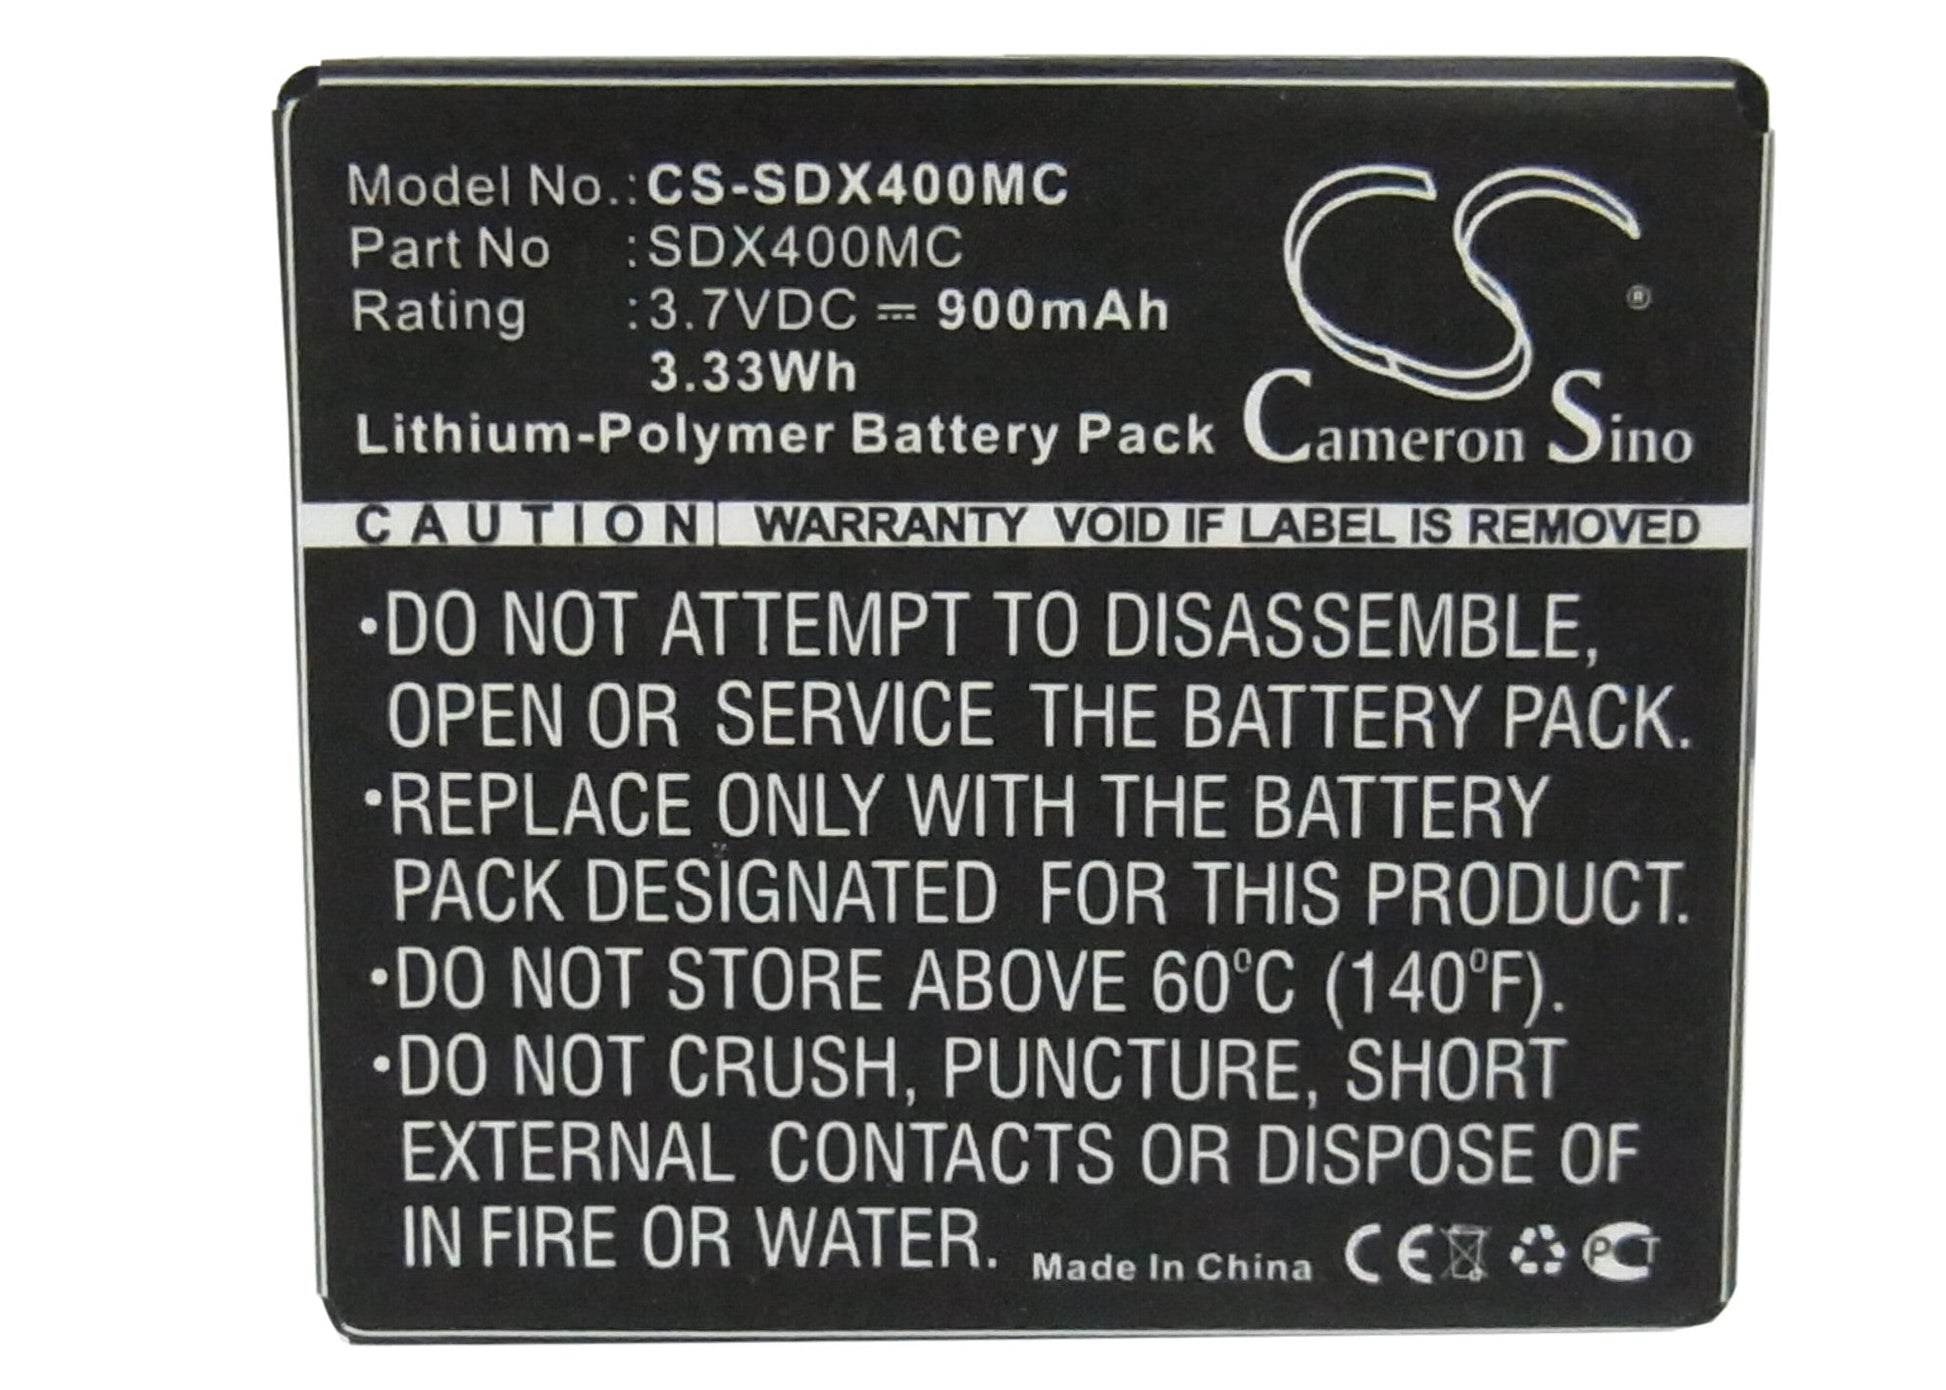 Model No.: CS-SDX400MC
Part No : SDX400MC
Rating : 3.7VDC ⎓ 900mAh
3.33Wh
Lithium-Polymer Battery Pack
CS ®
Cameron Sino
CAUTION | WARRANTY VOID IF LABEL IS REMOVED
•DO NOT ATTEMPT TO DISASSEMBLE,
OPEN OR SERVICE THE BATTERY PACK.
•REPLACE ONLY WITH THE BATTERY
PACK DESIGNATED FOR THIS PRODUCT.
•DO NOT STORE ABOVE 60°C (140°F).
•DO NOT CRUSH, PUNCTURE, SHORT
EXTERNAL CONTACTS OR DISPOSE OF
IN FIRE OR WATER.
Made In China CE PCT